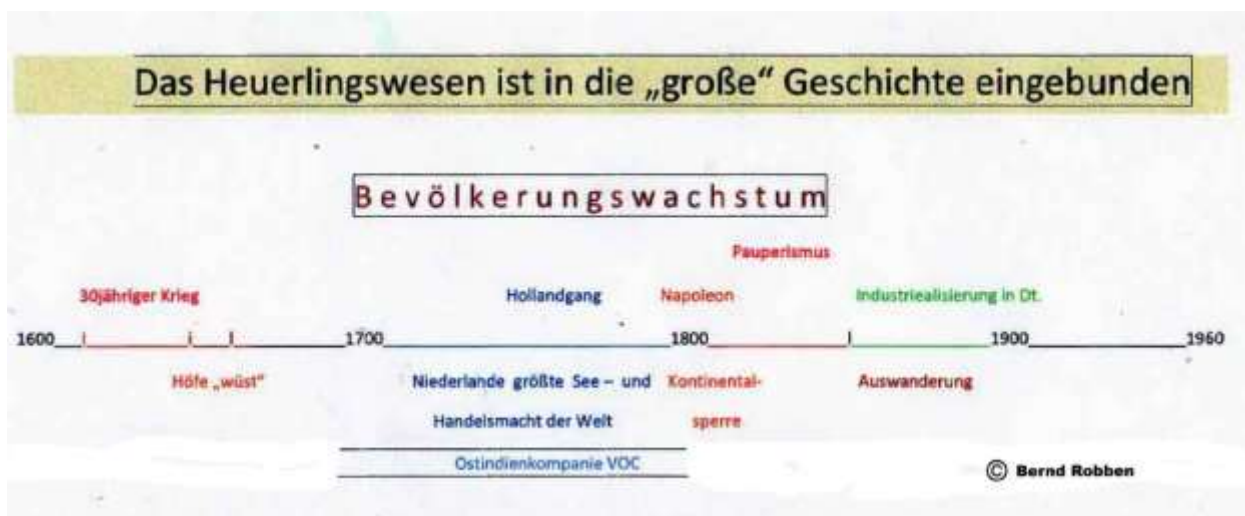 Das Heuerlingswesen ist in die „große“ Geschichte eingebunden
Bevölkerungswachstum
Pauperismus
30jähriger Krieg Hollandgang Napoleon Industriealisierung in Dt.
1600 1700 1800 1900 1960
Höfe „wüst“ Niederlande größte See – und Kontinental-
Auswanderung
Handelsmacht der Welt sperre
Ostindienkompanie VOC
© Bernd Robben